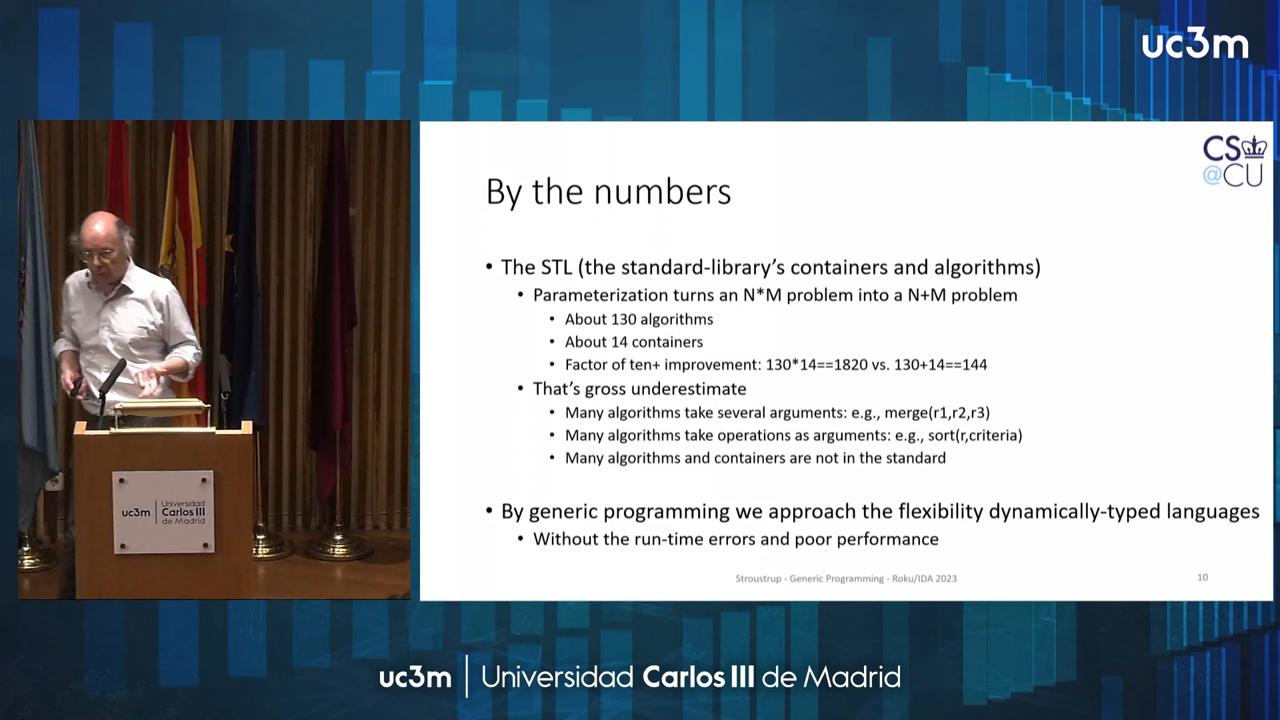 uc3m
CS
@CU
By the numbers
• The STL (the standard-library's containers and algorithms)
• Parameterization turns an N*M problem into a N+M problem
• About 130 algorithms
• About 14 containers
• Factor of ten+ improvement: 130*14==1820 vs. 130+14==144
• That's gross underestimate
• Many algorithms take several arguments: e.g., merge(r1,r2,r3)
• Many algorithms take operations as arguments: e.g., sort(r,criteria)
• Many algorithms and containers are not in the standard
• By generic programming we approach the flexibility dynamically-typed languages
• Without the run-time errors and poor performance
Stroustrup - Generic Programming - Roku/IDA 2023 10
uc3m | Universidad
Carlos III
de Madrid
uc3m | Universidad Carlos III de Madrid